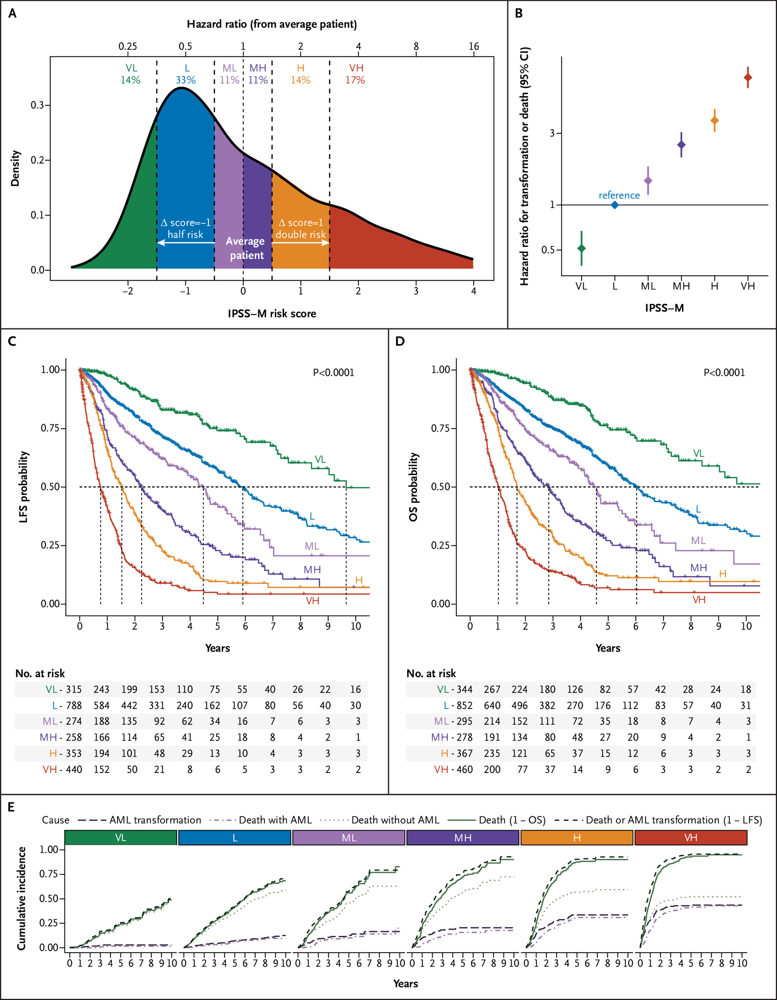 A
Hazard ratio (from average patient)
0.25 0.5 1 2 4 8 16
VL L ML MH H VH
14% 33% 11% 11% 14% 17%
0.3
0.2
0.1
0.0
Density
Δ score=–1
half risk
Average
patient
Δ score=1
double risk
–2 –1 0 1 2 3 4
IPSS–M risk score
B
Hazard ratio for transformation or death (95% CI)
3
reference
1
0.5
VL L ML MH H VH
IPSS–M
C
P<0.0001
1.00
0.75
0.50
0.25
0.00
LFS probability
VL
L
ML
MH
H
VH
0 1 2 3 4 5 6 7 8 9 10
Years
No. at risk
VL - 315 243 199 153 110 75 55 40 26 22 16
L - 788 584 442 331 240 162 107 80 56 40 30
ML - 274 188 135 92 62 34 16 7 6 3 3
MH - 258 166 114 65 41 25 18 8 4 2 1
H - 353 194 101 48 29 13 10 4 3 3 3
VH - 440 152 50 21 8 6 5 3 3 2 2
D
P<0.0001
1.00
0.75
0.50
0.25
0.00
OS probability
VL
L
ML
MH
H
VH
0 1 2 3 4 5 6 7 8 9 10
Years
No. at risk
VL - 344 267 224 180 126 82 57 42 28 24 18
L - 852 640 496 382 270 176 112 83 57 40 31
ML - 295 214 152 111 72 35 18 8 7 4 3
MH - 278 191 134 80 48 27 20 9 4 2 1
H - 367 235 121 65 37 15 12 6 3 3 3
VH - 460 200 77 37 14 9 6 3 3 2 2
E
Cause AML transformation Death with AML Death without AML Death (1 – OS) Death or AML transformation (1 – LFS)
VL L ML MH H VH
1.00
0.75
0.50
0.25
0.00
Cumulative incidence
0 1 2 3 4 5 6 7 8 9 10 0 1 2 3 4 5 6 7 8 9 10 0 1 2 3 4 5 6 7 8 9 10 0 1 2 3 4 5 6 7 8 9 10 0 1 2 3 4 5 6 7 8 9 10 0 1 2 3 4 5 6 7 8 9 10
Years